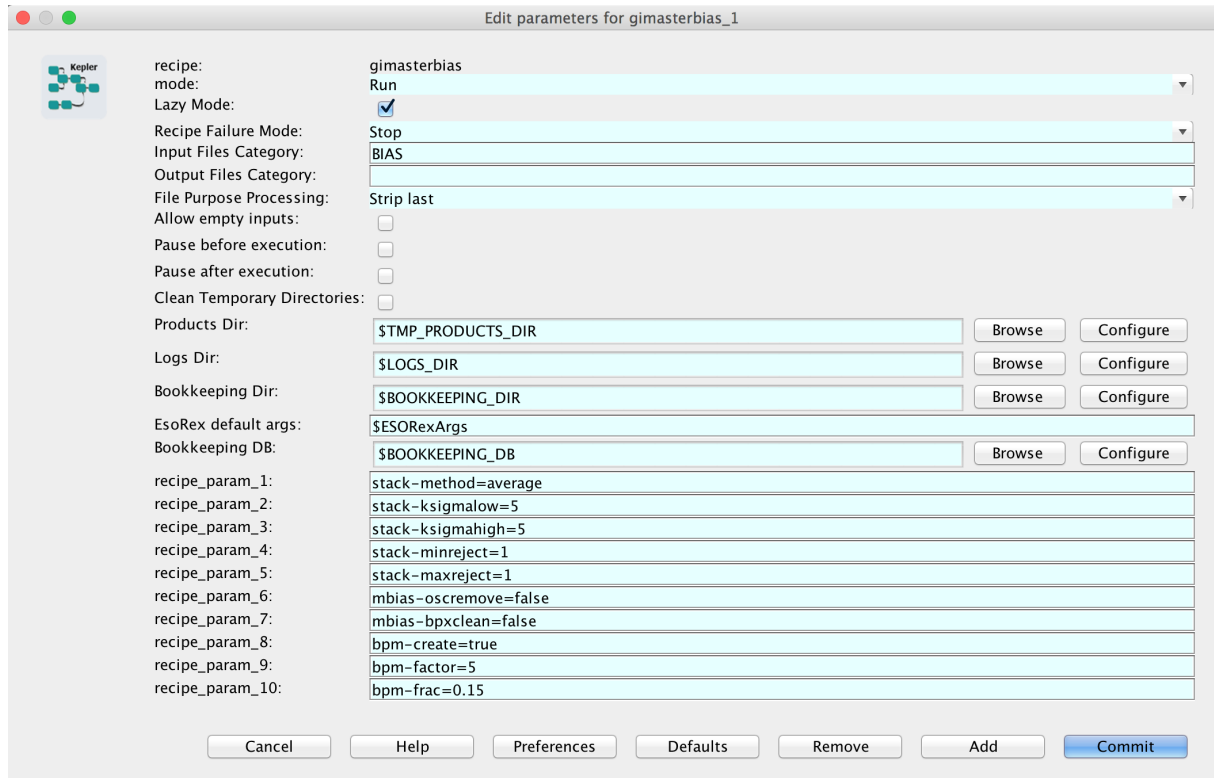 Edit parameters for gimasterbias_1
Kepler
recipe: gimasterbias
mode: Run
Lazy Mode:
Recipe Failure Mode: Stop
Input Files Category: BIAS
Output Files Category:
File Purpose Processing: Strip last
Allow empty inputs:
Pause before execution:
Pause after execution:
Clean Temporary Directories:
Products Dir: $TMP_PRODUCTS_DIR Browse Configure
Logs Dir: $LOGS_DIR Browse Configure
Bookkeeping Dir: $BOOKKEEPING_DIR Browse Configure
EsoRex default args: $ESORexArgs
Bookkeeping DB: $BOOKKEEPING_DB Browse Configure
recipe_param_1: stack-method=average
recipe_param_2: stack-ksigmalow=5
recipe_param_3: stack-ksigmahigh=5
recipe_param_4: stack-minreject=1
recipe_param_5: stack-maxreject=1
recipe_param_6: mbias-oscremove=false
recipe_param_7: mbias-bpxclean=false
recipe_param_8: bpm-create=true
recipe_param_9: bpm-factor=5
recipe_param_10: bpm-frac=0.15
Cancel Help Preferences Defaults Remove Add Commit